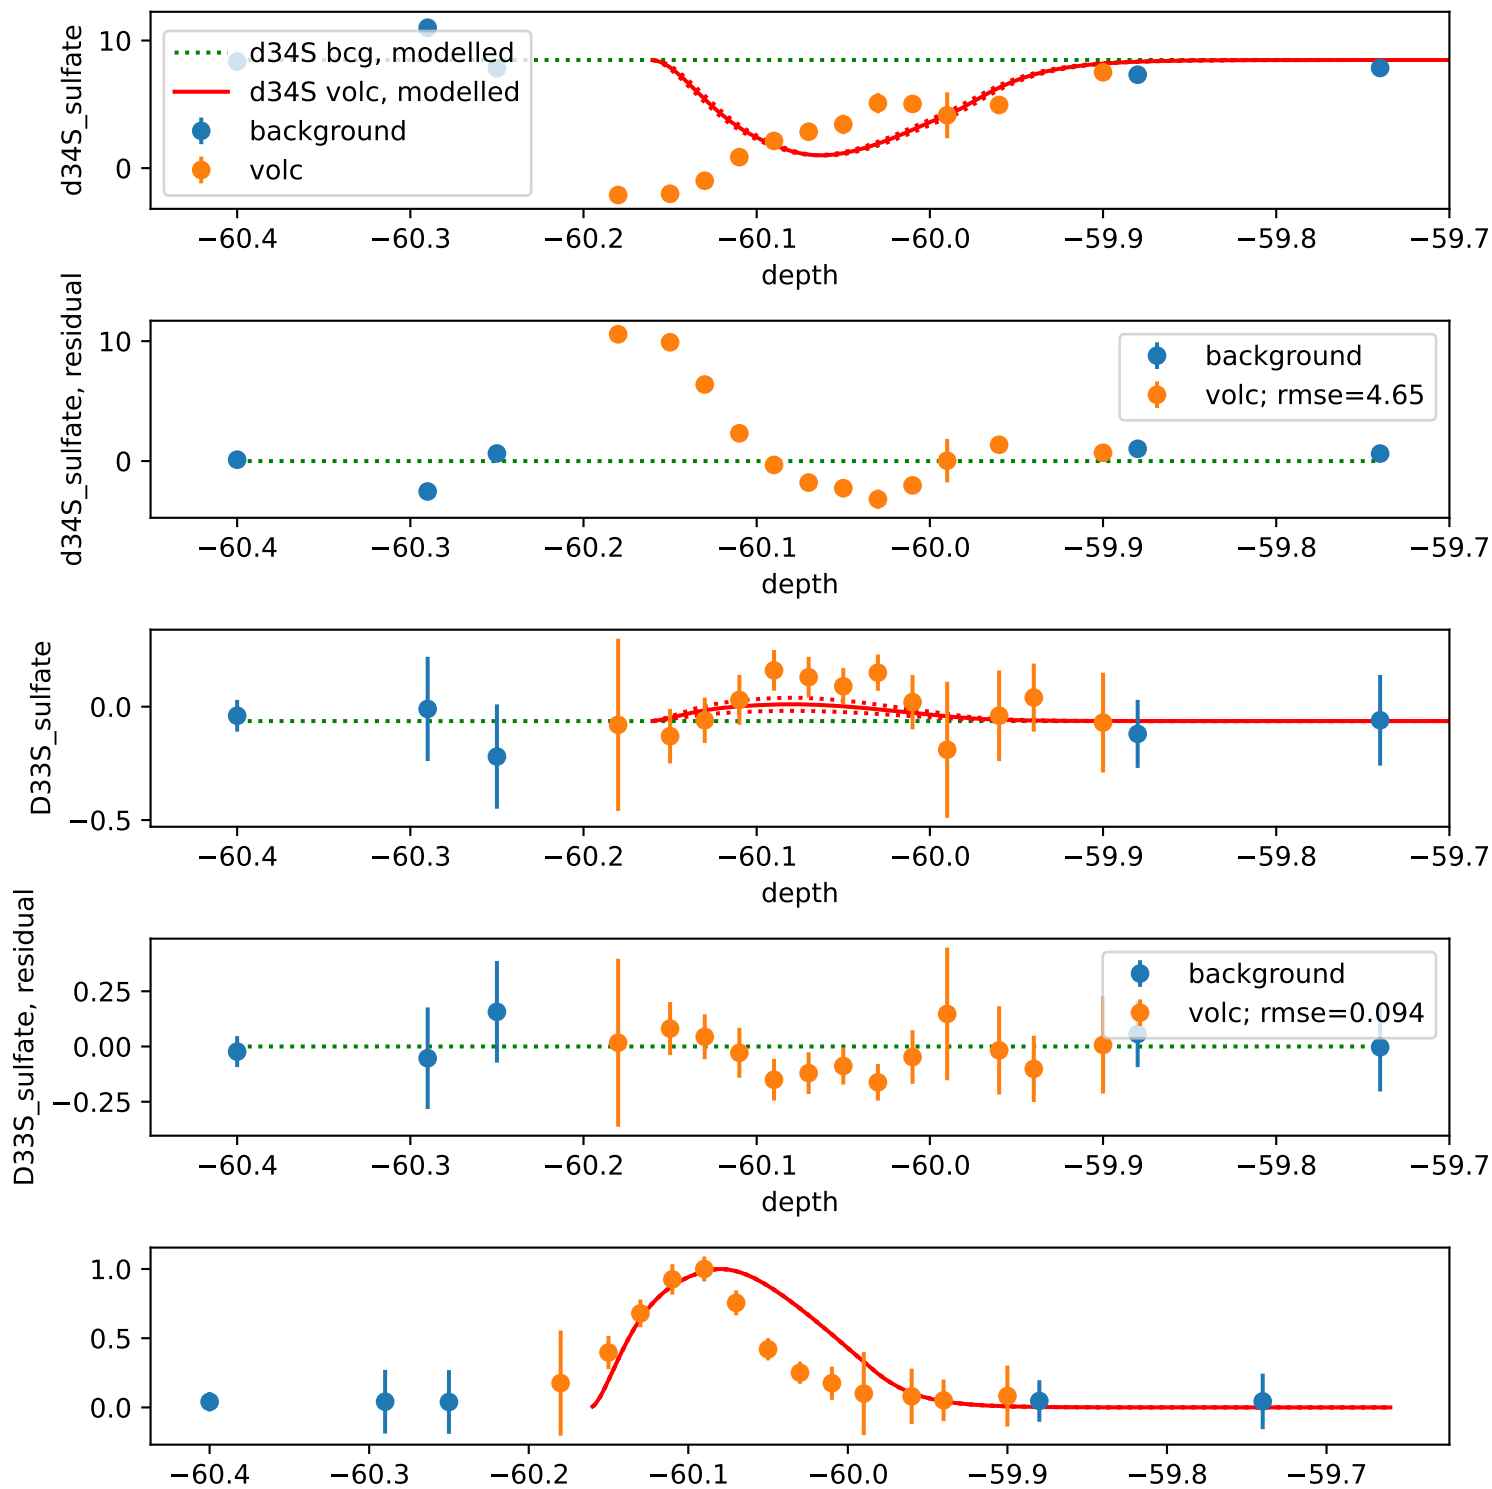 d34S_sulfate
10
0
d34S bcg, modelled
d34S volc, modelled
background
volc
−60.4 −60.3 −60.2 −60.1 −60.0 −59.9 −59.8 −59.7
depth
d34S_sulfate, residual
10
0
background
volc; rmse=4.65
−60.4 −60.3 −60.2 −60.1 −60.0 −59.9 −59.8 −59.7
depth
D33S_sulfate
0.0
−0.5
−60.4 −60.3 −60.2 −60.1 −60.0 −59.9 −59.8 −59.7
depth
D33S_sulfate, residual
0.25
0.00
−0.25
background
volc; rmse=0.094
−60.4 −60.3 −60.2 −60.1 −60.0 −59.9 −59.8 −59.7
depth
1.0
0.5
0.0
−60.4 −60.3 −60.2 −60.1 −60.0 −59.9 −59.8 −59.7